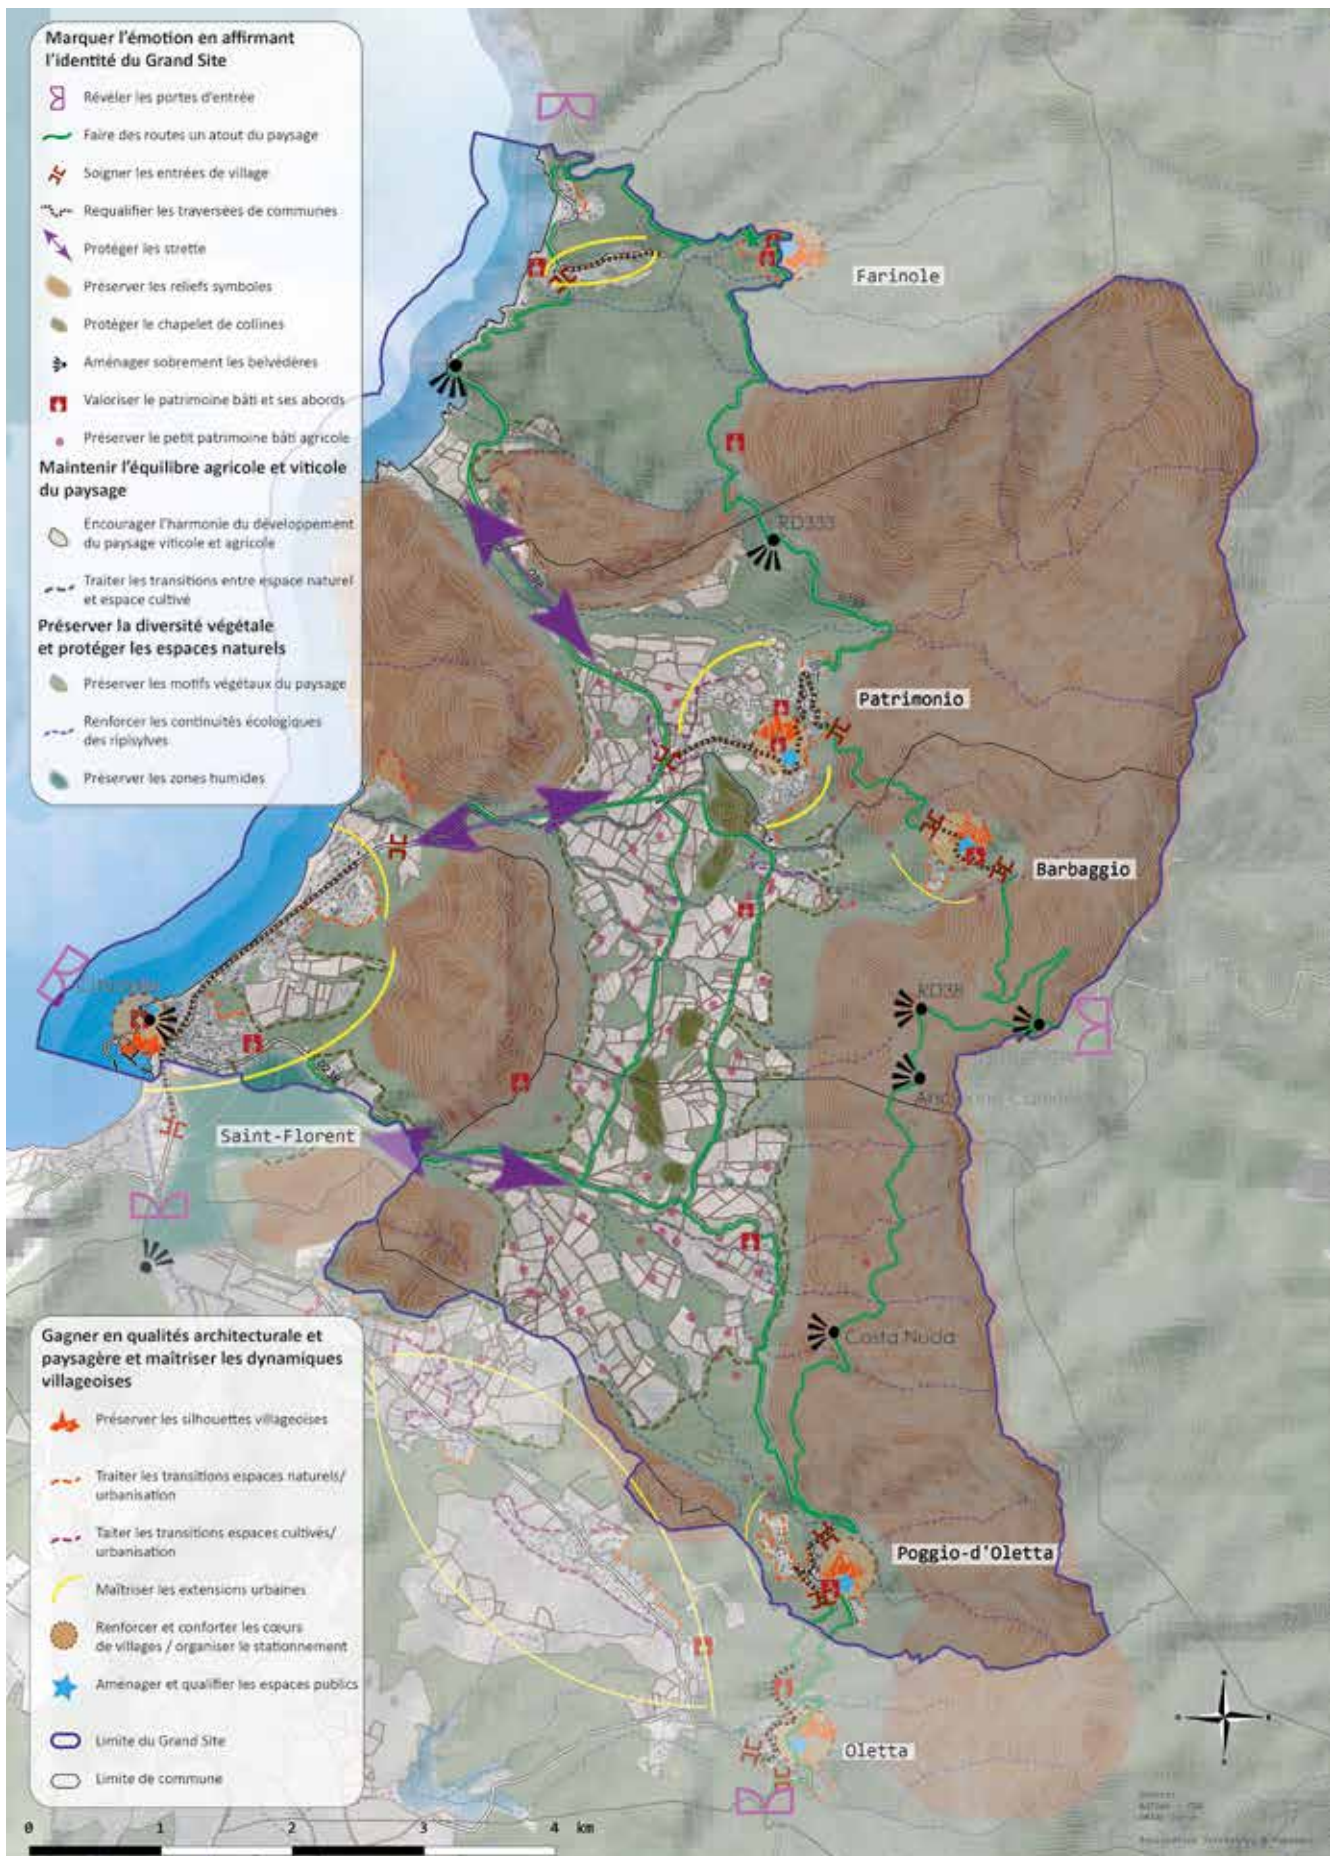 Marquer l'émotion en affirmant
l'identité du Grand Site
Révéler les portes d'entrée
Faire des routes un atout du paysage
Soigner les entrées de village
Requalifier les traversées de communes
Protéger les strette
Préserver les reliefs symboles
Protéger le chapelet de collines
Aménager sobrement les belvédères
Valoriser le patrimoine bâti et ses abords
Préserver le petit patrimoine bâti agricole
Maintenir l'équilibre agricole et viticole
du paysage
Encourager l'harmonie du développement
du paysage viticole et agricole
Traiter les transitions entre espace naturel
et espace cultivé
Préserver la diversité végétale
et protéger les espaces naturels
Préserver les motifs végétaux du paysage
Renforcer les continuités écologiques
des ripisylves
Préserver les zones humides
Farinole
RD333
Patrimonio
Barbaggio
RD38
Saint-Florent
Costa Nuda
Poggio-d'Oletta
Oletta
Gagner en qualités architecturale et
paysagère et maîtriser les dynamiques
villageoises
Préserver les silhouettes villageoises
Traiter les transitions espaces naturels/
urbanisation
Taiter les transitions espaces cultivés/
urbanisation
Maîtriser les extensions urbaines
Renforcer et conforter les cœurs
de villages / organiser le stationnement
Aménager et qualifier les espaces publics
Limite du Grand Site
Limite de commune
0 1 2 3 4 km